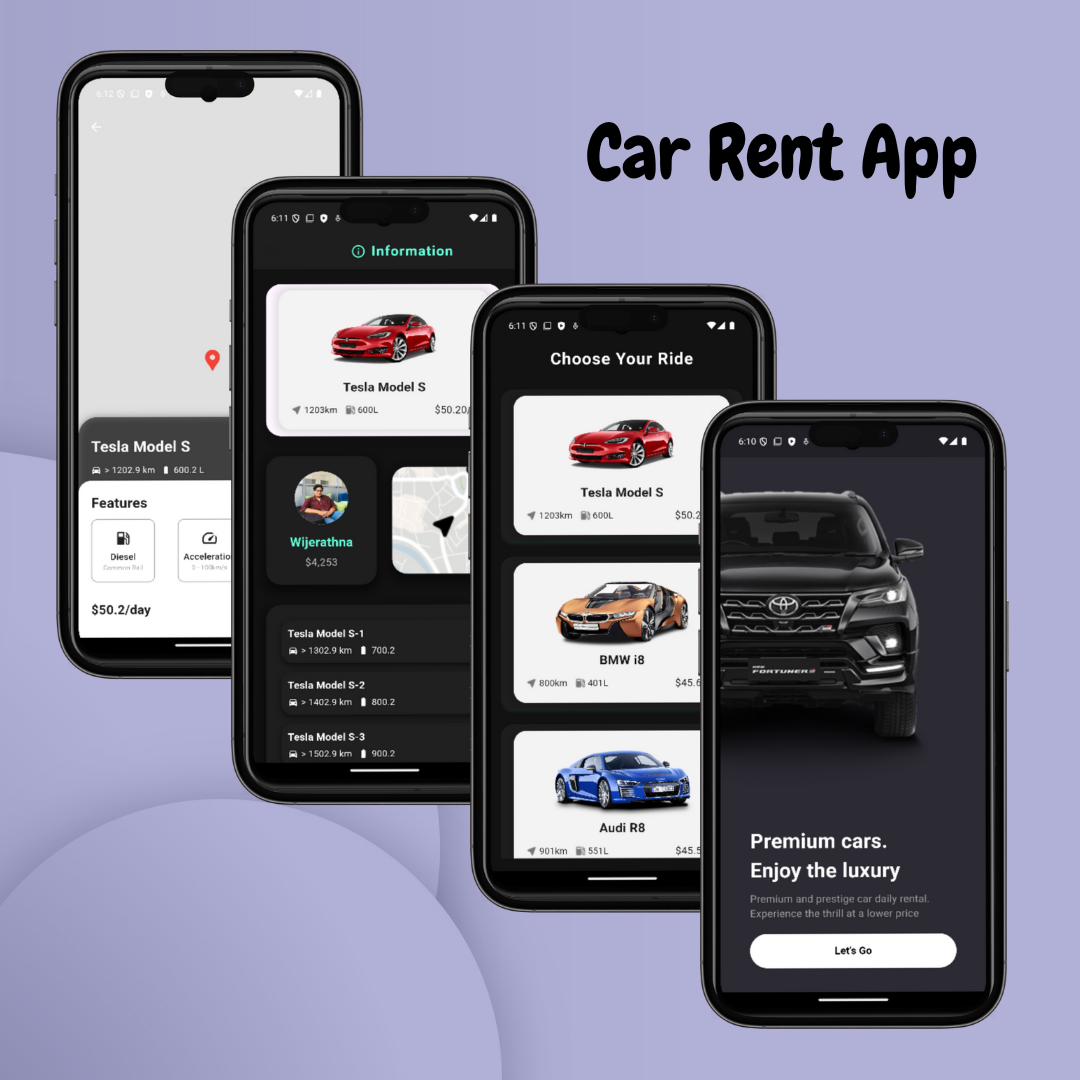 Car Rent App
6:12
Tesla Model S
> 1202.9 km 600.2 L
Features
Diesel
Common Rail
Acceleratio
0 - 100km/s
$50.2/day
6:11
Information
Tesla Model S
1203km 600L $50.20/
Wijerathna
$4,253
Tesla Model S-1
> 1302.9 km 700.2
Tesla Model S-2
> 1402.9 km 800.2
Tesla Model S-3
> 1502.9 km 900.2
6:11
Choose Your Ride
Tesla Model S
1203km 600L $50.2
BMW i8
800km 401L $45.6
Audi R8
901km 551L $45.5
6:10
FORTUNER
Premium cars.
Enjoy the luxury
Premium and prestige car daily rental.
Experience the thrill at a lower price
Let's Go